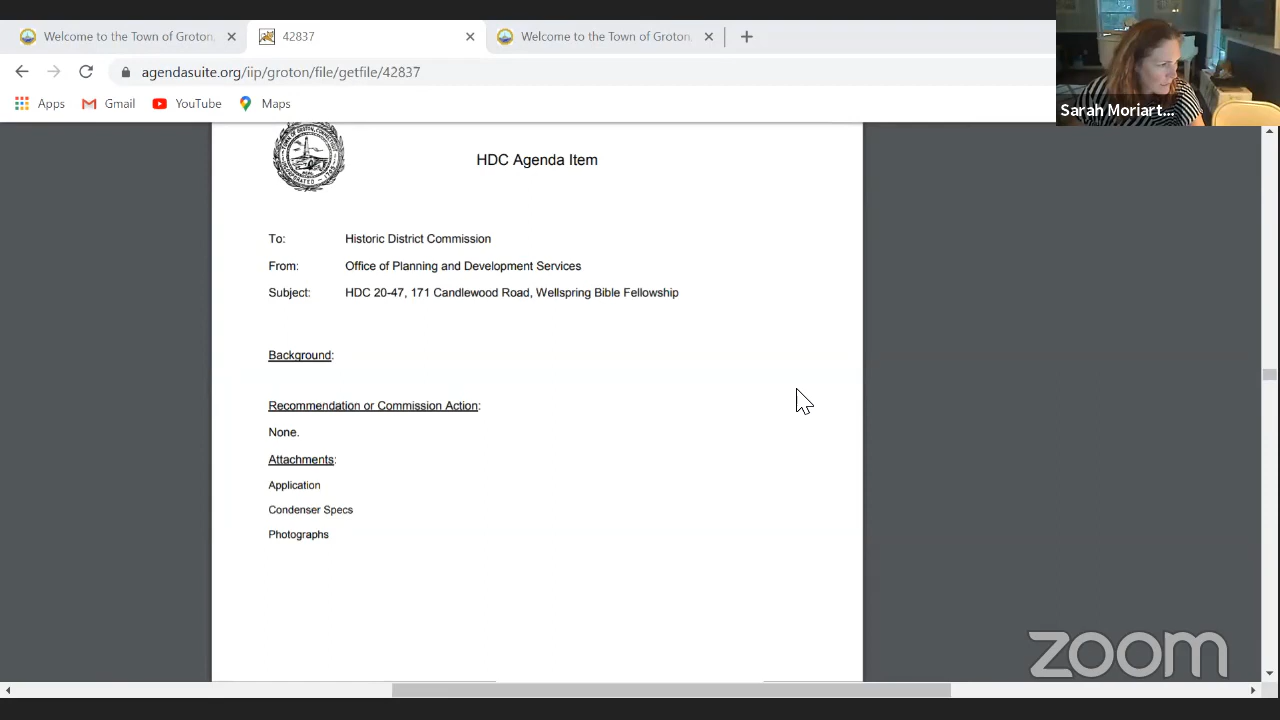 Welcome to the Town of Groton,
42837
Welcome to the Town of Groton,
agendasuite.org/iip/groton/file/getfile/42837
Apps Gmail YouTube Maps
Sarah Moriart...
HDC Agenda Item
To: Historic District Commission
From: Office of Planning and Development Services
Subject: HDC 20-47, 171 Candlewood Road, Wellspring Bible Fellowship
Background:
Recommendation or Commission Action:
None.
Attachments:
Application
Condenser Specs
Photographs
zoom